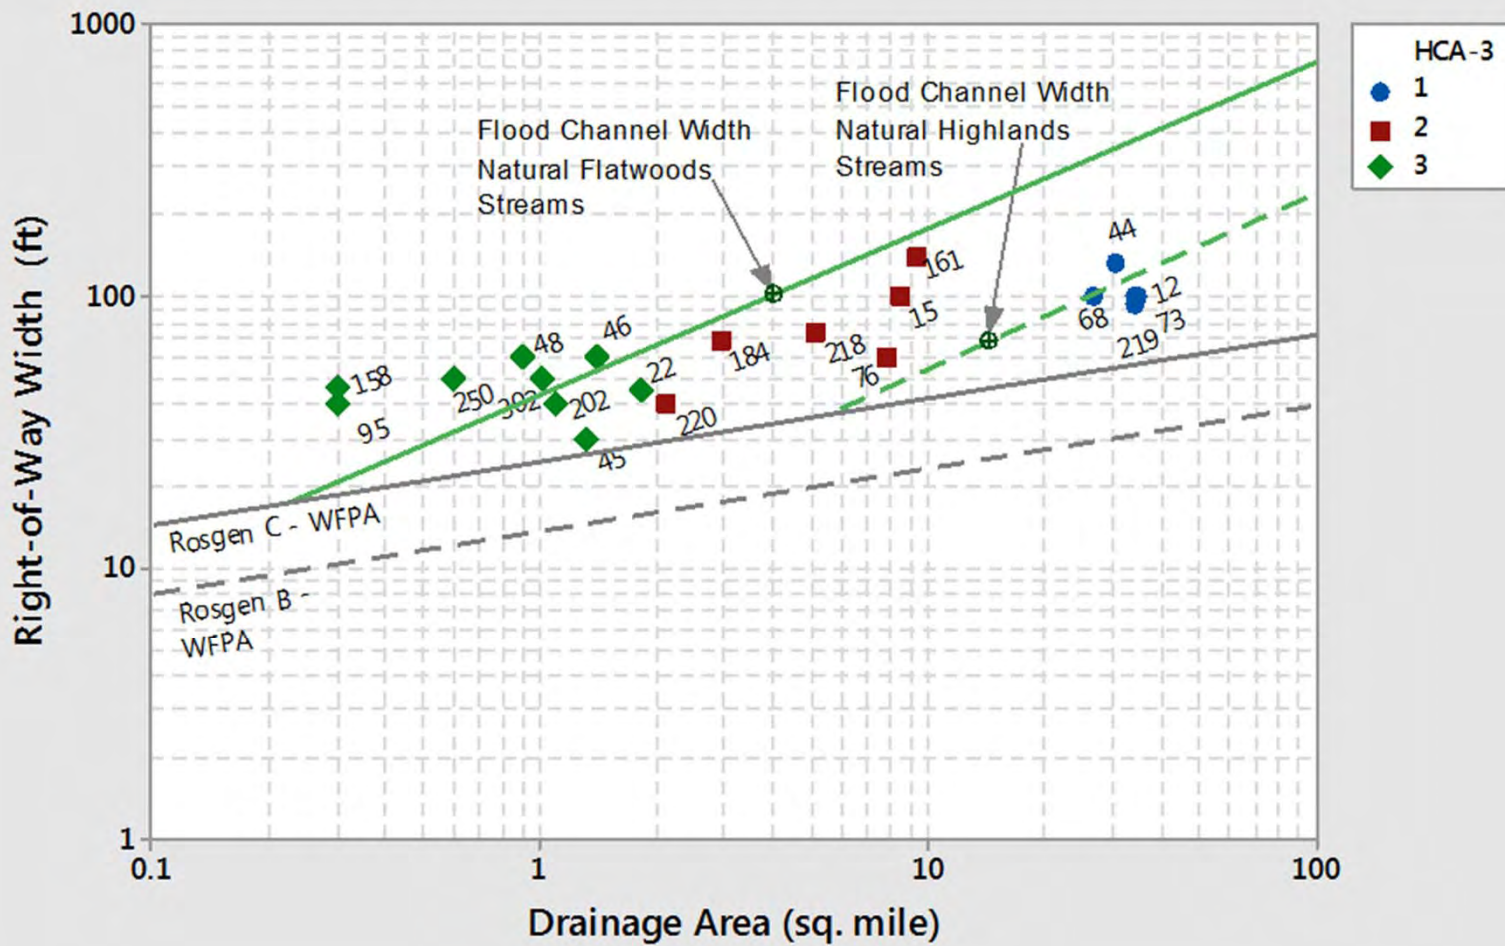 1000
100
10
1
Right-of-Way Width (ft)
0.1
1
10
100
Drainage Area (sq. mile)
HCA-3
1
2
3
Flood Channel Width
Natural Flatwoods
Streams
Flood Channel Width
Natural Highlands
Streams
158
95
250
48
302
202
46
45
22
220
184
218
76
15
161
44
68
12
73
219
Rosgen C - WFPA
Rosgen B -
WFPA